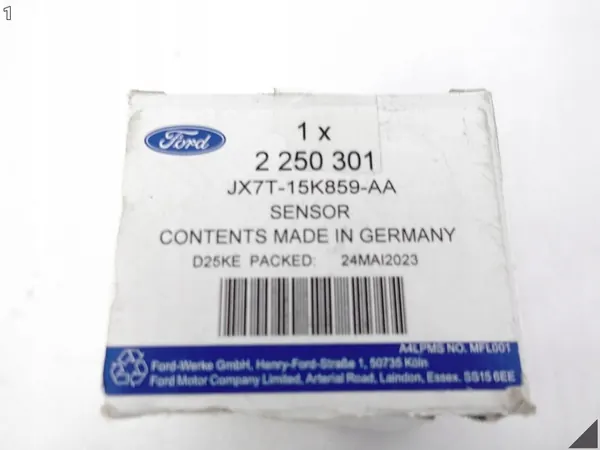 1
Ford
1 x
2 250 301
JX7T-15K859-AA
SENSOR
CONTENTS MADE IN GERMANY
D25KE PACKED: 24MAI2023
A4LPMS NO. MFL001
Ford-Werke GmbH, Henry-Ford-Straße 1, 50735 Köln
Ford Motor Company Limited, Arterial Road, Laindon, Essex. SS15 6EE